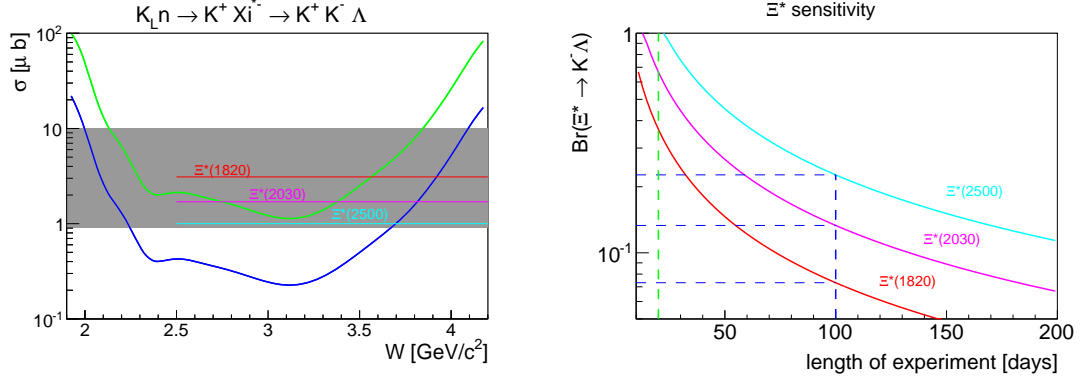 K_L n → K⁺ Xi*⁻ → K⁺ K⁻ Λ
σ [μ b]
10²
10
1
10⁻¹
Ξ*(1820)
Ξ*(2030)
Ξ*(2500)
2 2.5 3 3.5 4
W [GeV/c²]
Ξ* sensitivity
Br(Ξ* → K⁻Λ)
1
10⁻¹
Ξ*(2500)
Ξ*(2030)
Ξ*(1820)
50 100 150 200
length of experiment [days]